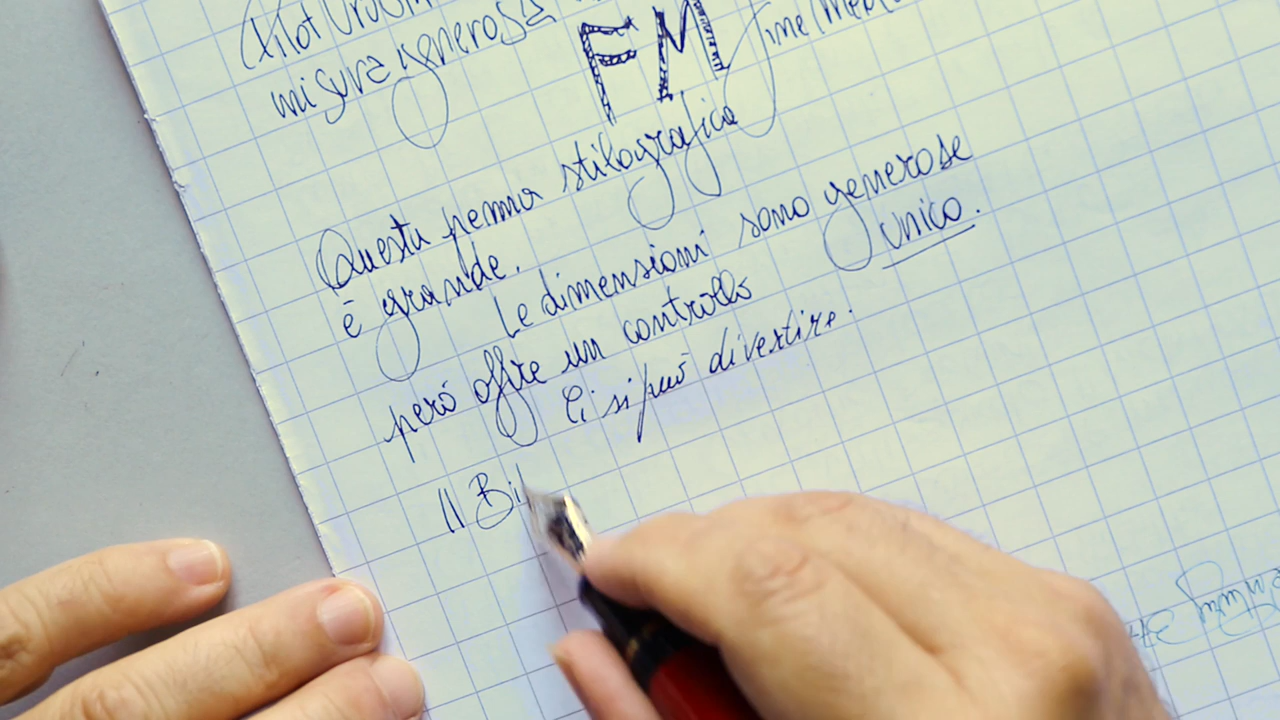 misura generosa
FM
Questa penna stilografica
è grande.
Le dimensioni sono generose
però offre un controllo unico.
Ci si può divertire.
Il Bi